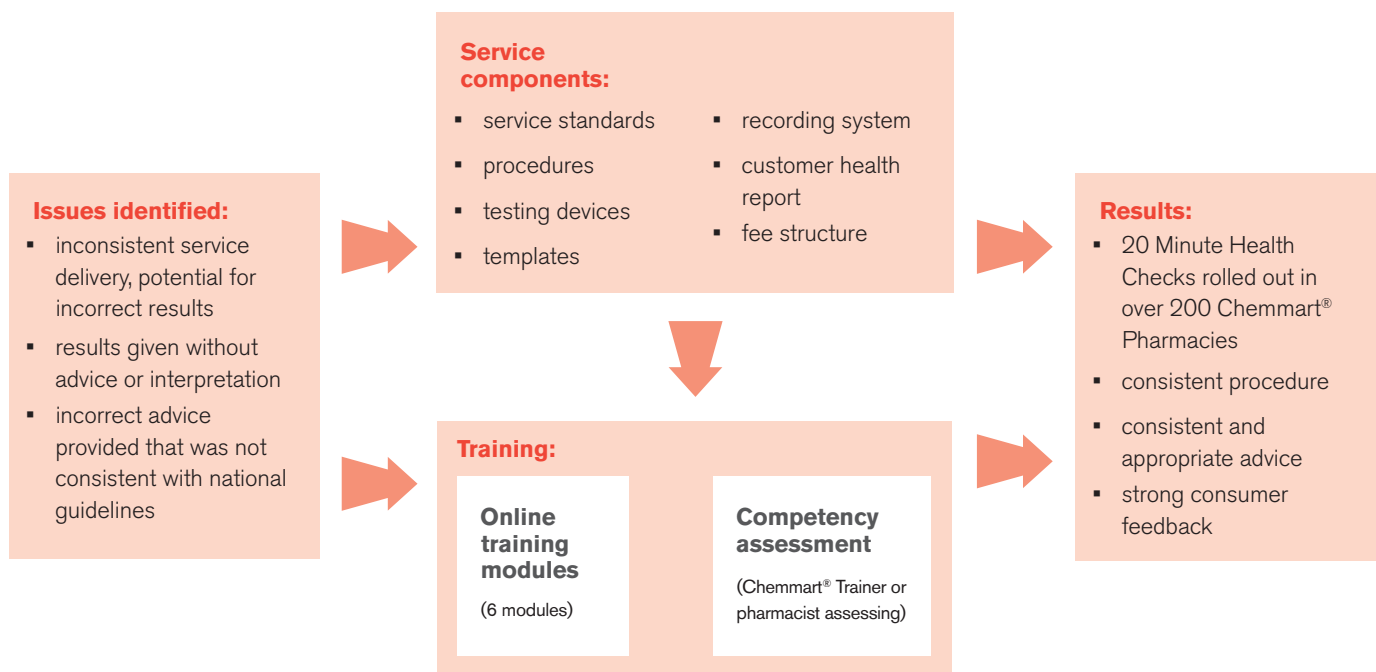 Service
components:
▪ service standards
▪ procedures
▪ testing devices
▪ templates
▪ recording system
▪ customer health
report
▪ fee structure
Issues identified:
▪ inconsistent service
delivery, potential for
incorrect results
▪ results given without
advice or interpretation
▪ incorrect advice
provided that was not
consistent with national
guidelines
Training:
Online
training
modules
(6 modules)
Competency
assessment
(Chemmart® Trainer or
pharmacist assessing)
Results:
▪ 20 Minute Health
Checks rolled out in
over 200 Chemmart®
Pharmacies
▪ consistent procedure
▪ consistent and
appropriate advice
▪ strong consumer
feedback